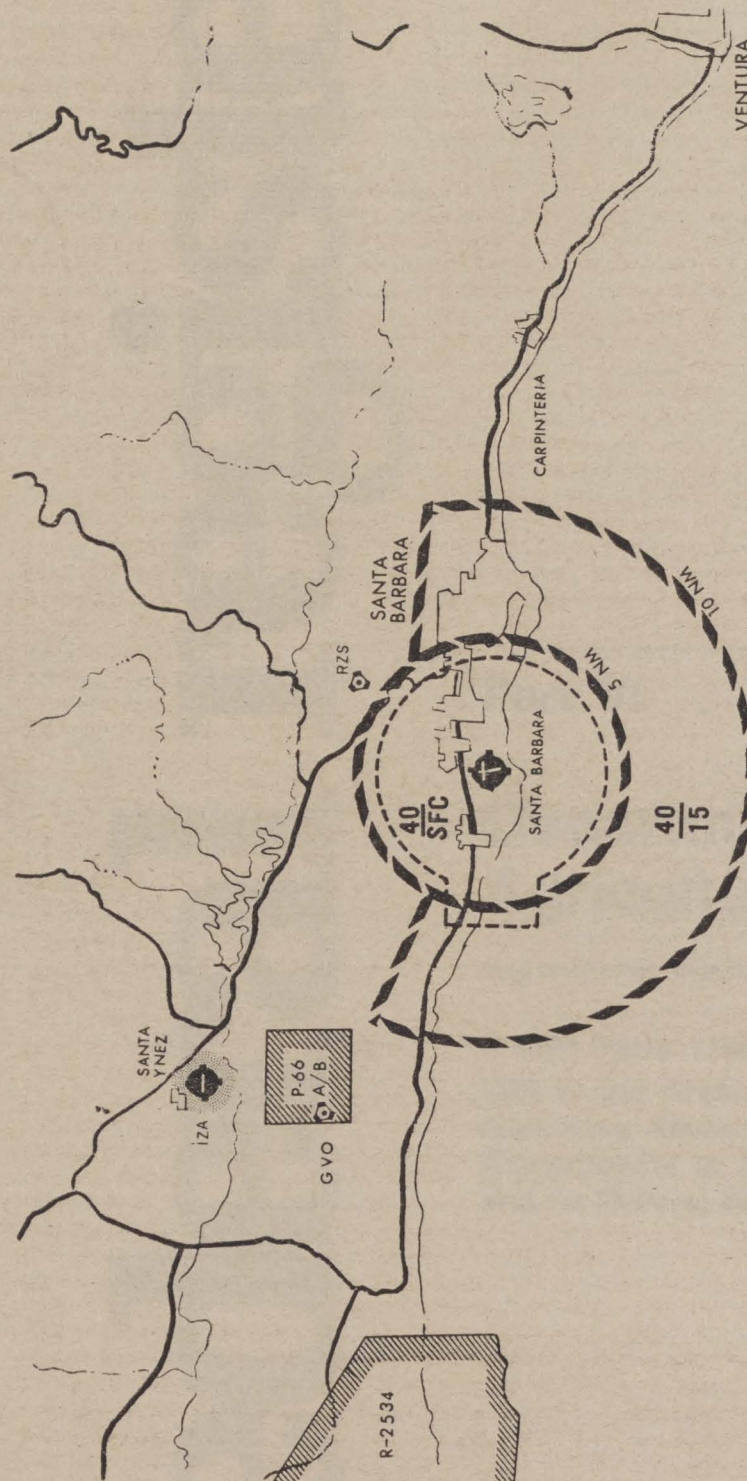 SANTA
YNEZ
IZA
P-66
A/B
GVO
R-2534
RZS
SANTA
BARBARA
40
SFC
SANTA BARBARA
5 NM
10 NM
40
15
CARPINTERIA
VENTURA